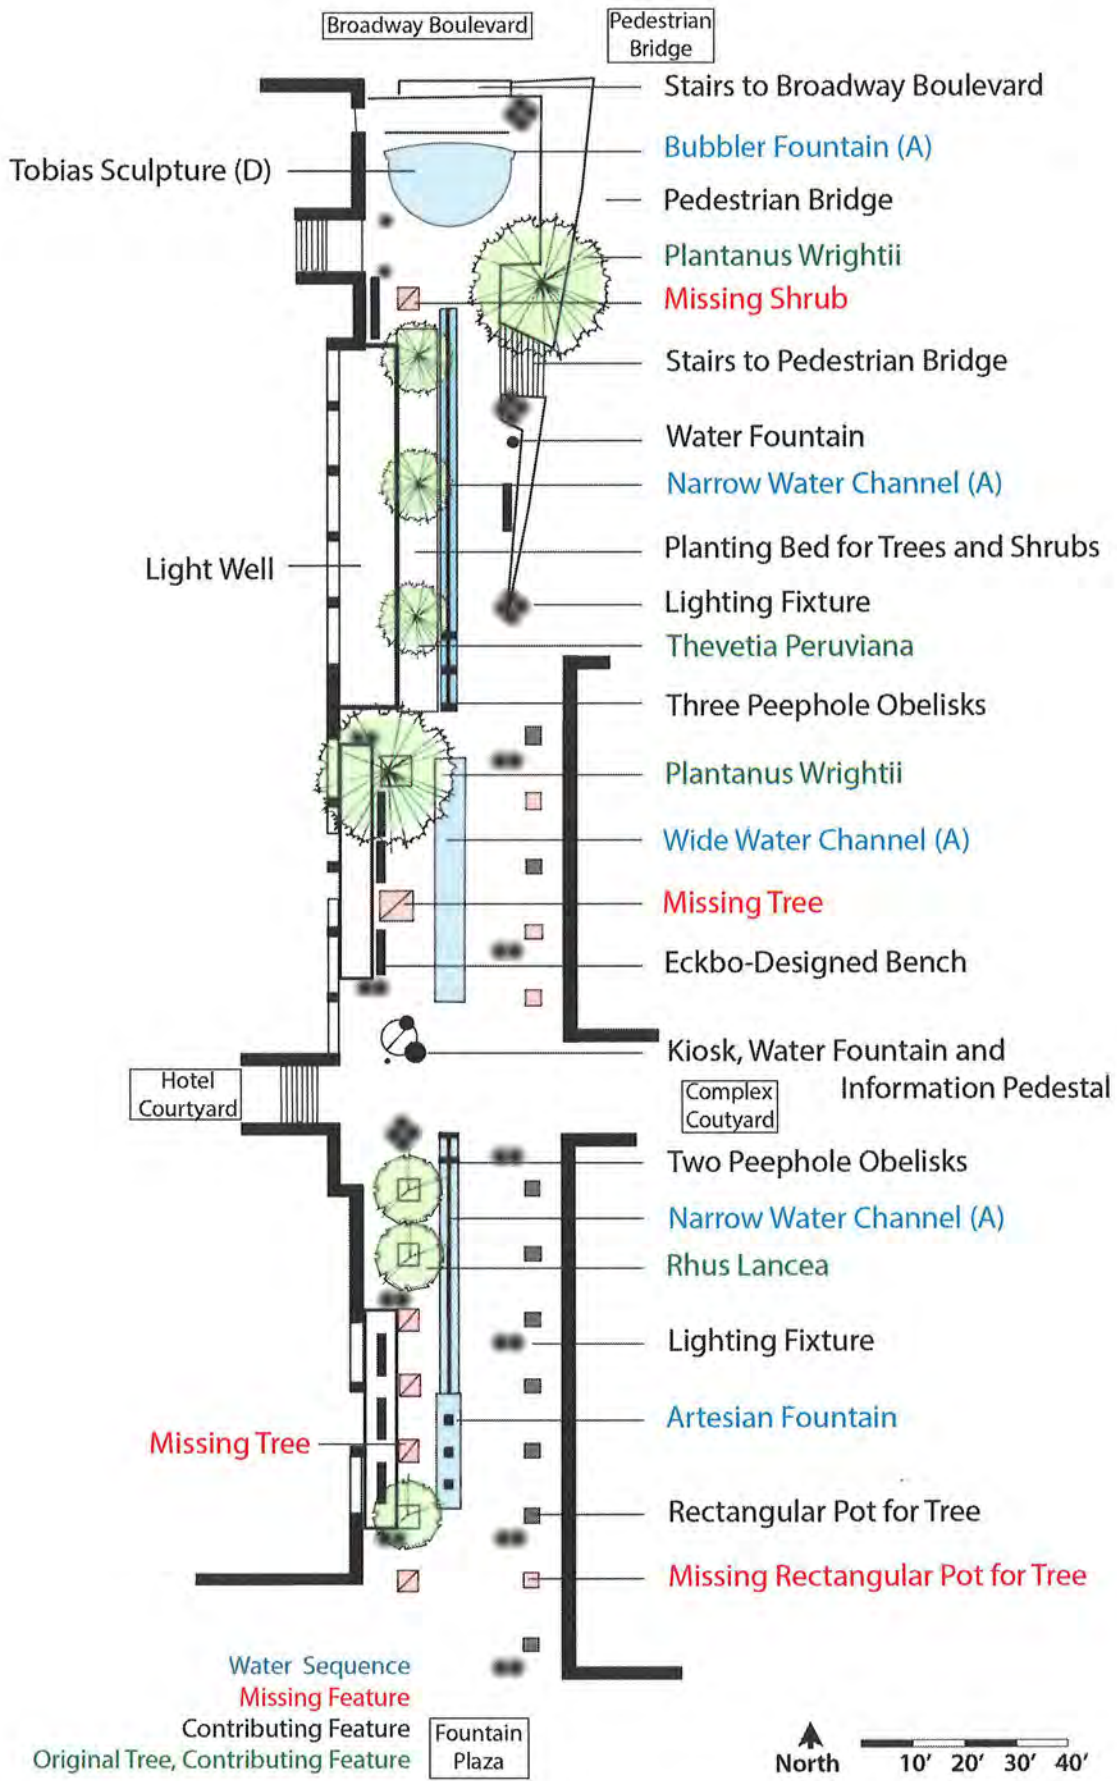 Broadway Boulevard
Pedestrian
Bridge
Stairs to Broadway Boulevard
Bubbler Fountain (A)
Tobias Sculpture (D)
Pedestrian Bridge
Plantanus Wrightii
Missing Shrub
Stairs to Pedestrian Bridge
Water Fountain
Narrow Water Channel (A)
Planting Bed for Trees and Shrubs
Light Well
Lighting Fixture
Thevetia Peruviana
Three Peephole Obelisks
Plantanus Wrightii
Wide Water Channel (A)
Missing Tree
Eckbo-Designed Bench
Kiosk, Water Fountain and
Information Pedestal
Hotel
Courtyard
Complex
Coutyard
Two Peephole Obelisks
Narrow Water Channel (A)
Rhus Lancea
Lighting Fixture
Artesian Fountain
Missing Tree
Rectangular Pot for Tree
Missing Rectangular Pot for Tree
Water Sequence
Missing Feature
Contributing Feature
Original Tree, Contributing Feature
Fountain
Plaza
North
10' 20' 30' 40'